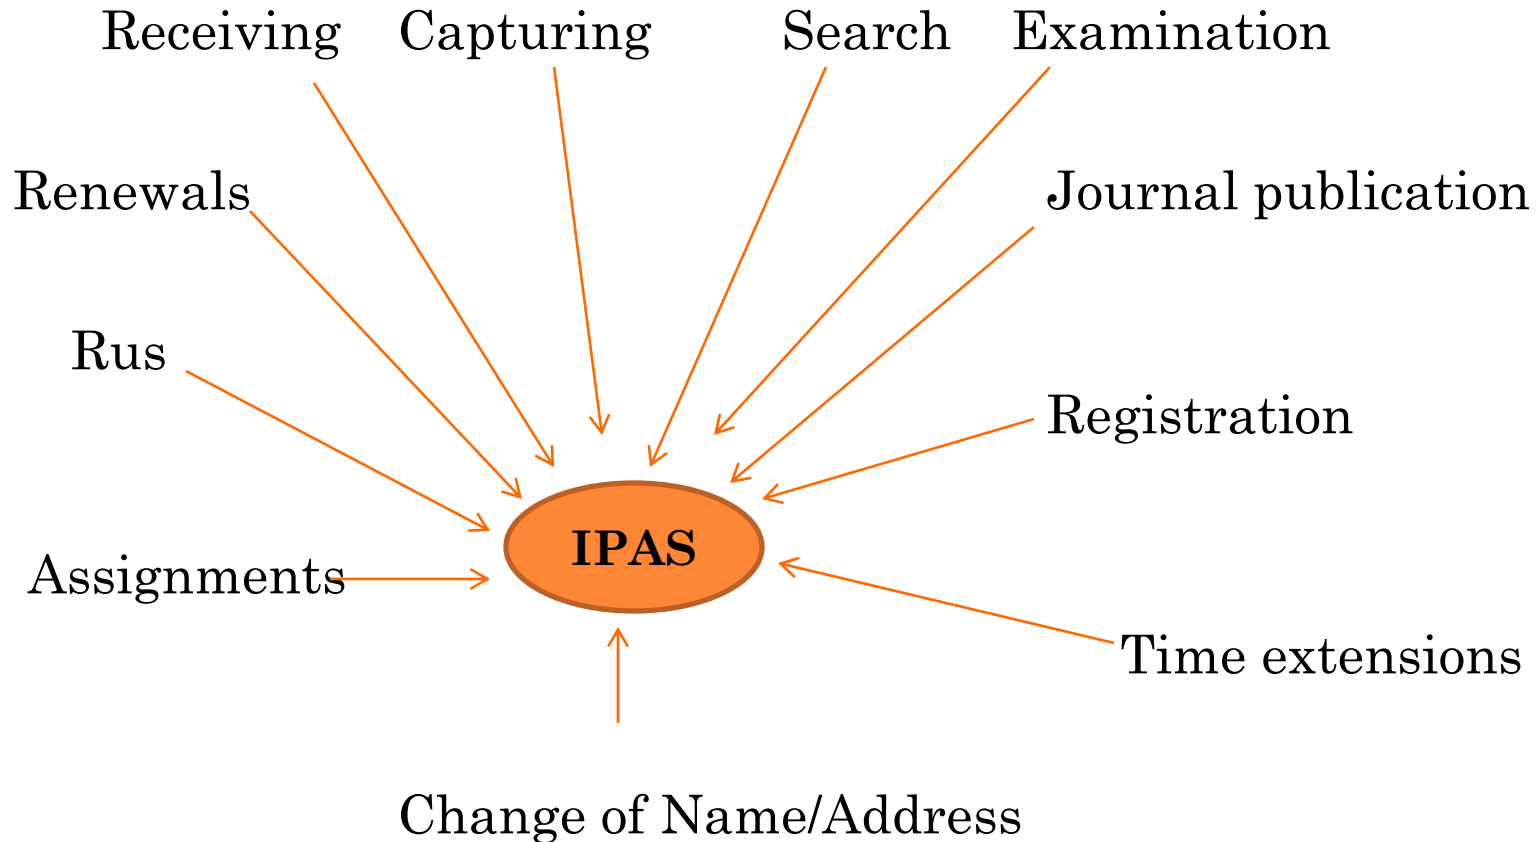 Receiving
Capturing
Search
Examination
Renewals
Journal publication
Rus
Registration
IPAS
Assignments
Time extensions
Change of Name/Address